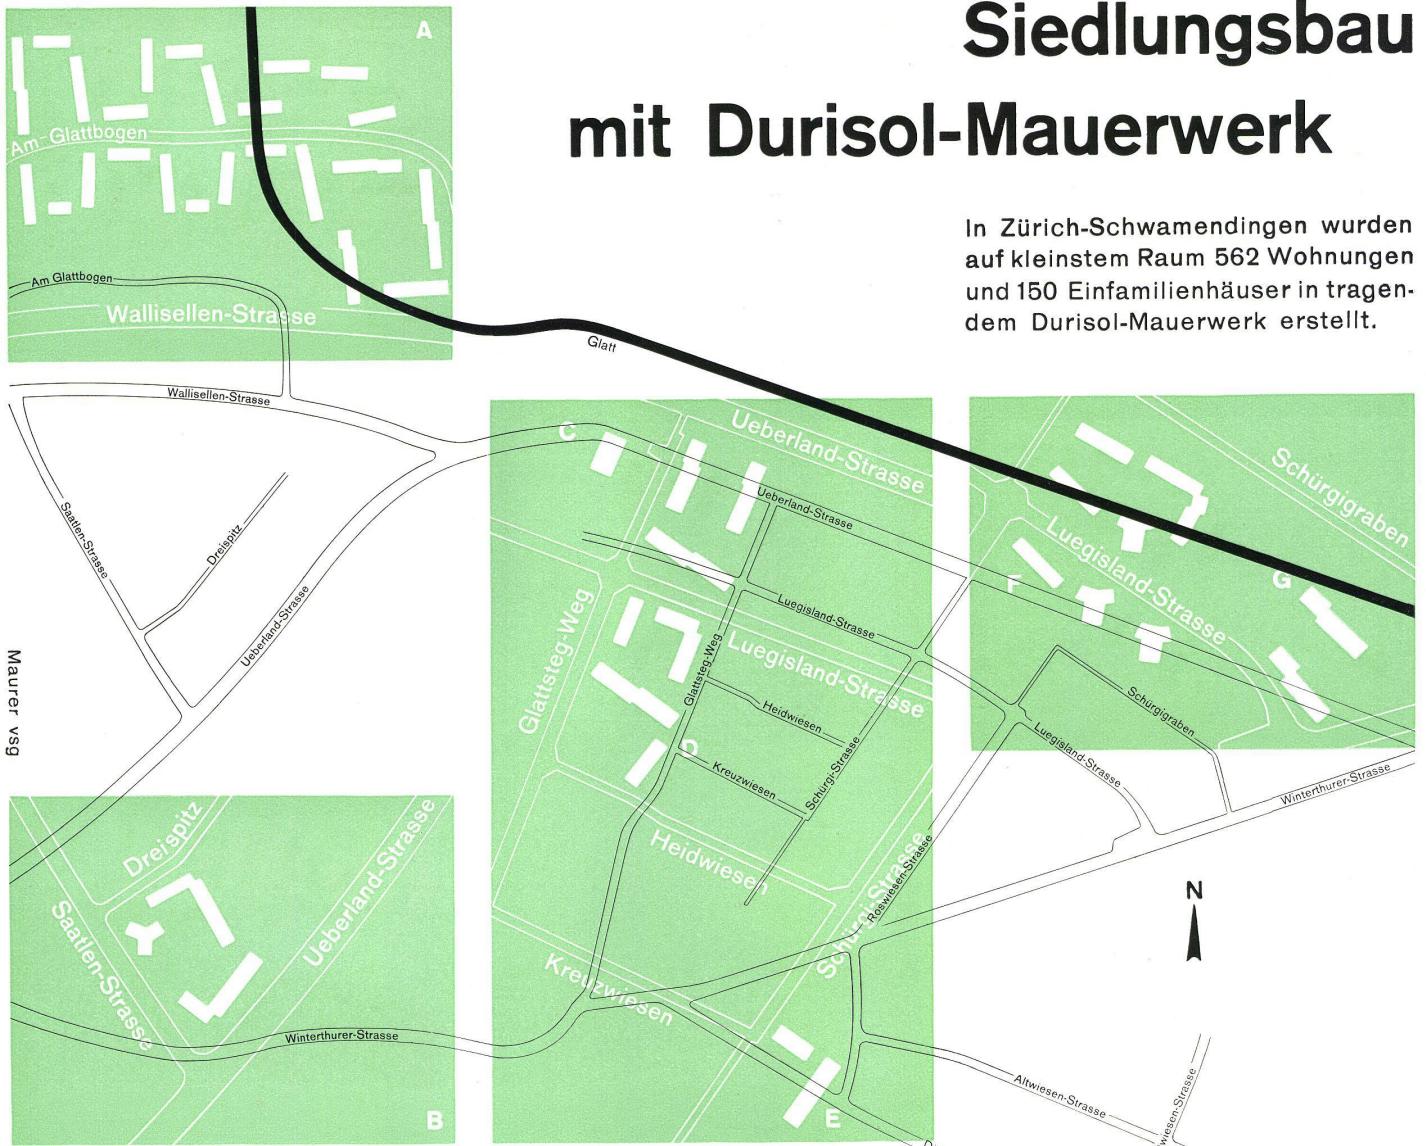 Siedlungsbau
mit Durisol-Mauerwerk
In Zürich-Schwamendingen wurden
auf kleinstem Raum 562 Wohnungen
und 150 Einfamilienhäuser in tragen-
dem Durisol-Mauerwerk erstellt.
A
Am-Glattbogen
Am Glattbogen
Wallisellen-Strasse
Glatt
Wallisellen-Strasse
C
Ueberland-Strasse
Ueberland-Strasse
Schürgigraben
Luegisland-Strasse
F
G
Saatlen-Strasse
Dreispitz
Ueberland-Strasse
Glattsteg-Weg
Luegisland-Strasse
Luegisland-Strasse
Glattsteg-Weg
Heidwiesen
D
Kreuzwiesen
Schürgi-Strasse
Schürgigraben
Luegisland-Strasse
Winterthurer-Strasse
Maurer vsg
Dreispitz
Ueberland-Strasse
Saatlen-Strasse
Heidwiesen
Schürgi-Strasse
Roswiesen-Strasse
N
Kreuzwiesen
Winterthurer-Strasse
B
E
Altwiesen-Strasse
wiesen-Strasse